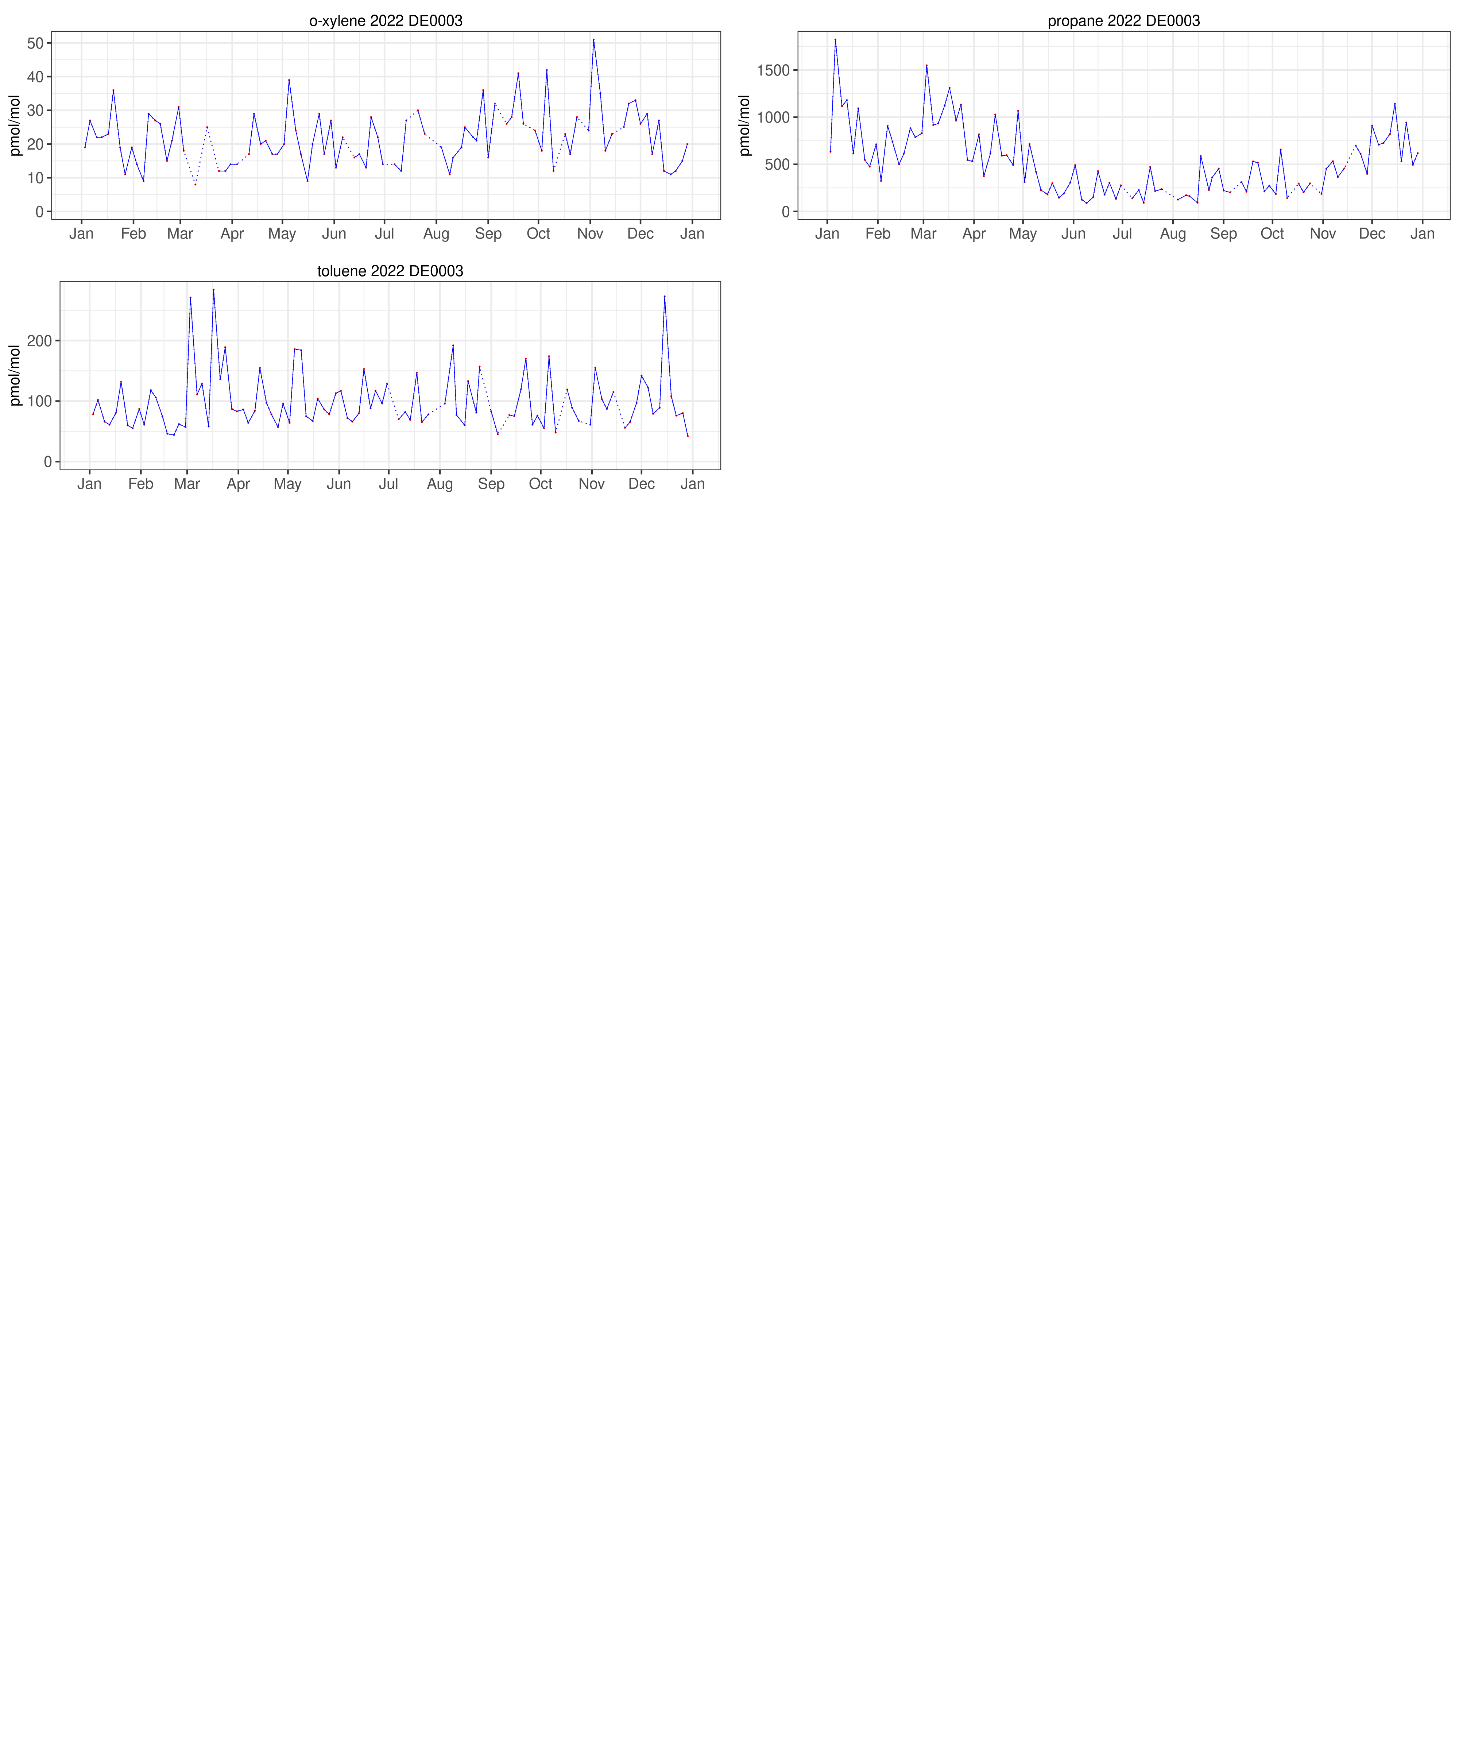 o-xylene 2022 DE0003
pmol/mol
50
40
30
20
10
0
Jan Feb Mar Apr May Jun Jul Aug Sep Oct Nov Dec Jan
propane 2022 DE0003
pmol/mol
1500
1000
500
0
Jan Feb Mar Apr May Jun Jul Aug Sep Oct Nov Dec Jan
toluene 2022 DE0003
pmol/mol
200
100
0
Jan Feb Mar Apr May Jun Jul Aug Sep Oct Nov Dec Jan